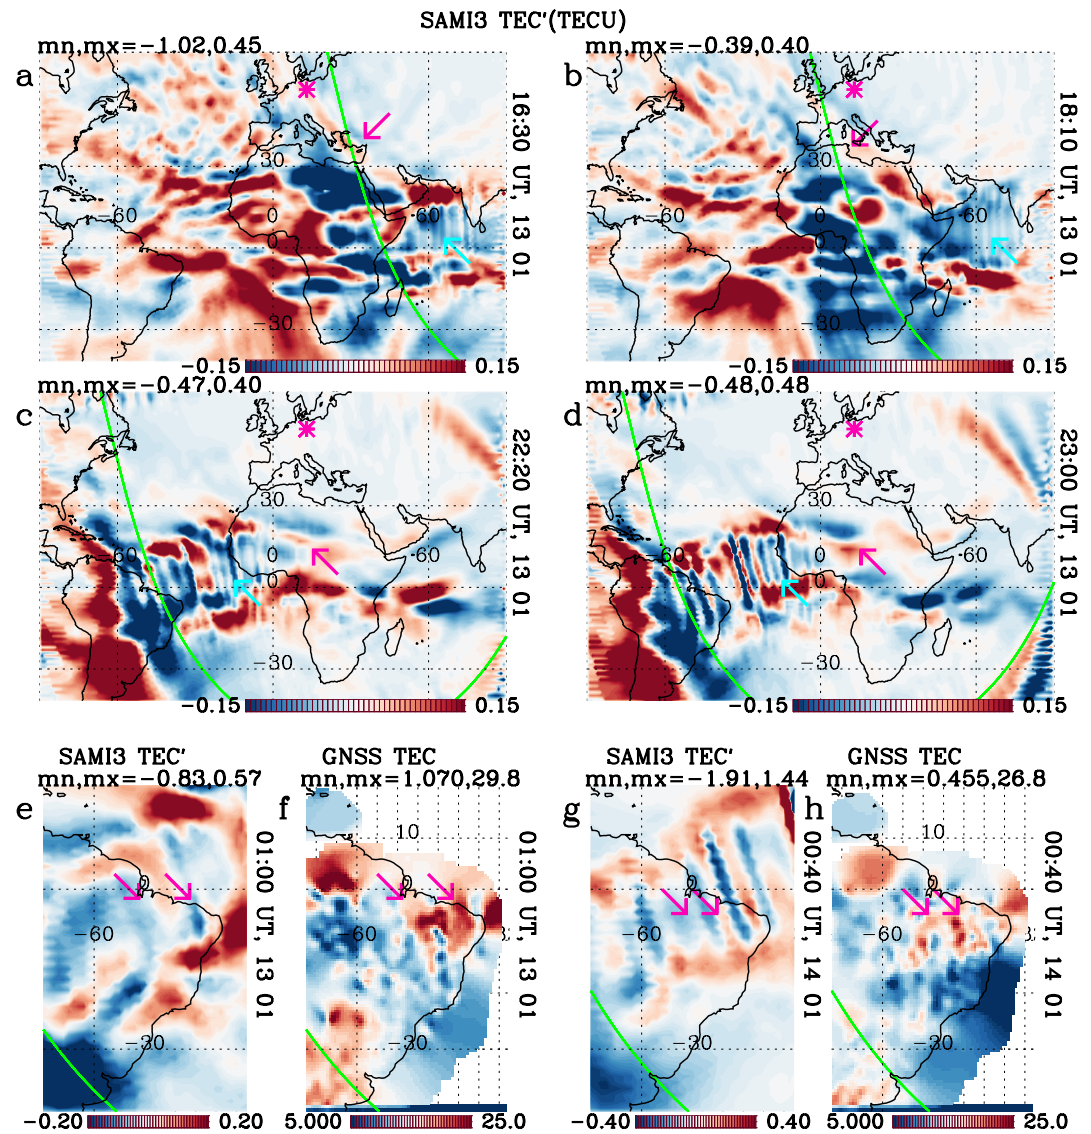 SAMI3 TEC'(TECU)
mn,mx=−1.02,0.45
mn,mx=−0.39,0.40
a
b
30
−60
0
60
0
−30
30
−60
0
60
0
−30
16:30 UT, 13 01
18:10 UT, 13 01
−0.15
0.15
−0.15
0.15
mn,mx=−0.47,0.40
mn,mx=−0.48,0.48
c
d
30
−60
0
60
0
−30
30
−60
0
60
0
−30
22:20 UT, 13 01
23:00 UT, 13 01
−0.15
0.15
−0.15
0.15
SAMI3 TEC'
GNSS TEC
SAMI3 TEC'
GNSS TEC
mn,mx=−0.83,0.57
mn,mx=1.070,29.8
mn,mx=−1.91,1.44
mn,mx=0.455,26.8
e
f
g
h
0
−60
−30
10
−60
−30
0
−60
−30
10
−60
−30
01:00 UT, 13 01
01:00 UT, 13 01
00:40 UT, 14 01
00:40 UT, 14 01
−0.20
0.20
5.000
25.0
−0.40
0.40
5.000
25.0